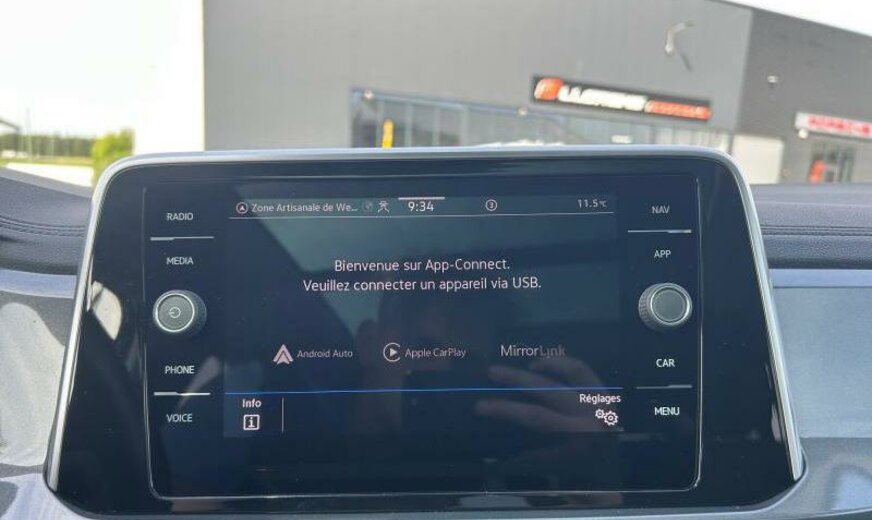 LLORENS
RADIO
MEDIA
PHONE
VOICE
Zone Artisanale de We...
9:34
11.5°C
Bienvenue sur App-Connect.
Veuillez connecter un appareil via USB.
Android Auto
Apple CarPlay
MirrorLink
Info
i
Réglages
NAV
APP
CAR
MENU